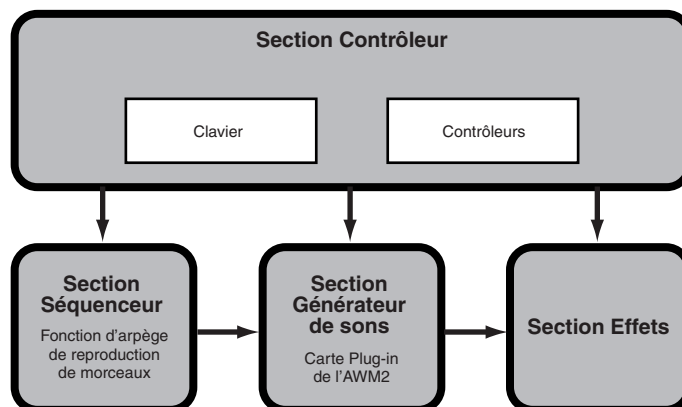 Section Contrôleur
Clavier
Contrôleurs
Section
Séquenceur
Fonction d'arpège
de reproduction
de morceaux
Section
Générateur
de sons
Carte Plug-in
de l'AWM2
Section Effets